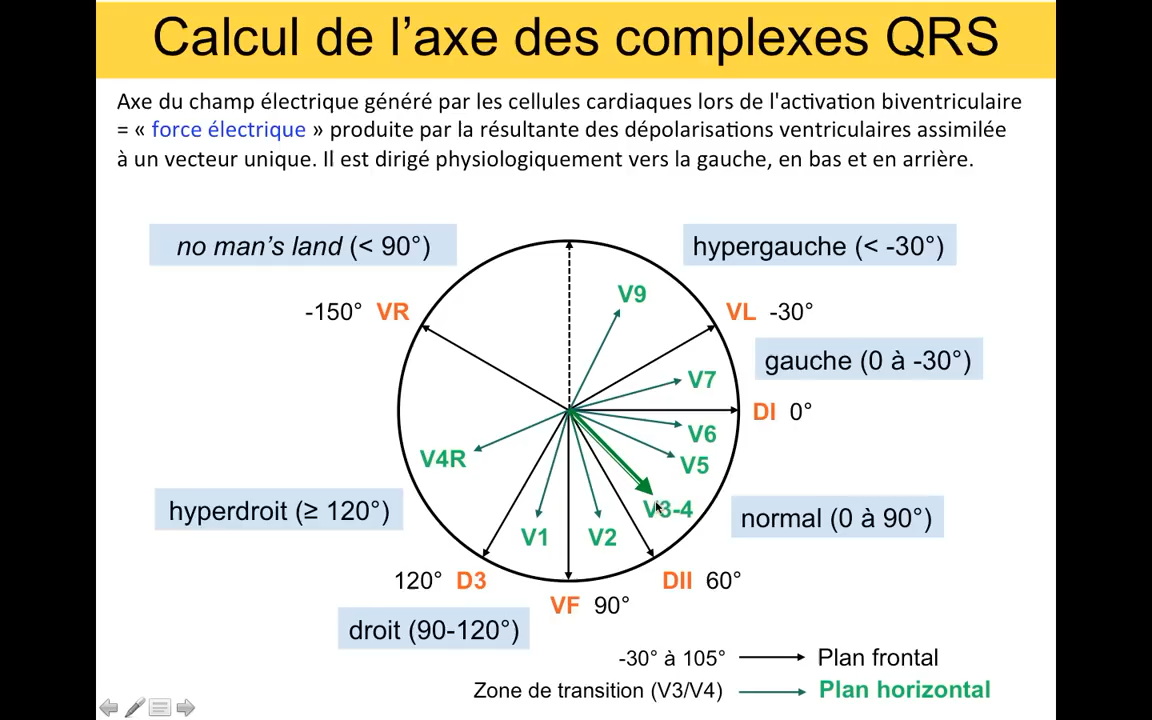 Calcul de l’axe des complexes QRS
Axe du champ électrique généré par les cellules cardiaques lors de l'activation biventriculaire
= « force électrique » produite par la résultante des dépolarisations ventriculaires assimilée
à un vecteur unique. Il est dirigé physiologiquement vers la gauche, en bas et en arrière.
no man’s land (< 90°)
hypergauche (< -30°)
V9
-150° VR
VL -30°
gauche (0 à -30°)
V7
DI 0°
V6
V4R
V5
hyperdroit (≥ 120°)
V3-4
normal (0 à 90°)
V1
V2
120° D3
DII 60°
VF 90°
droit (90-120°)
-30° à 105°
Plan frontal
Zone de transition (V3/V4)
Plan horizontal